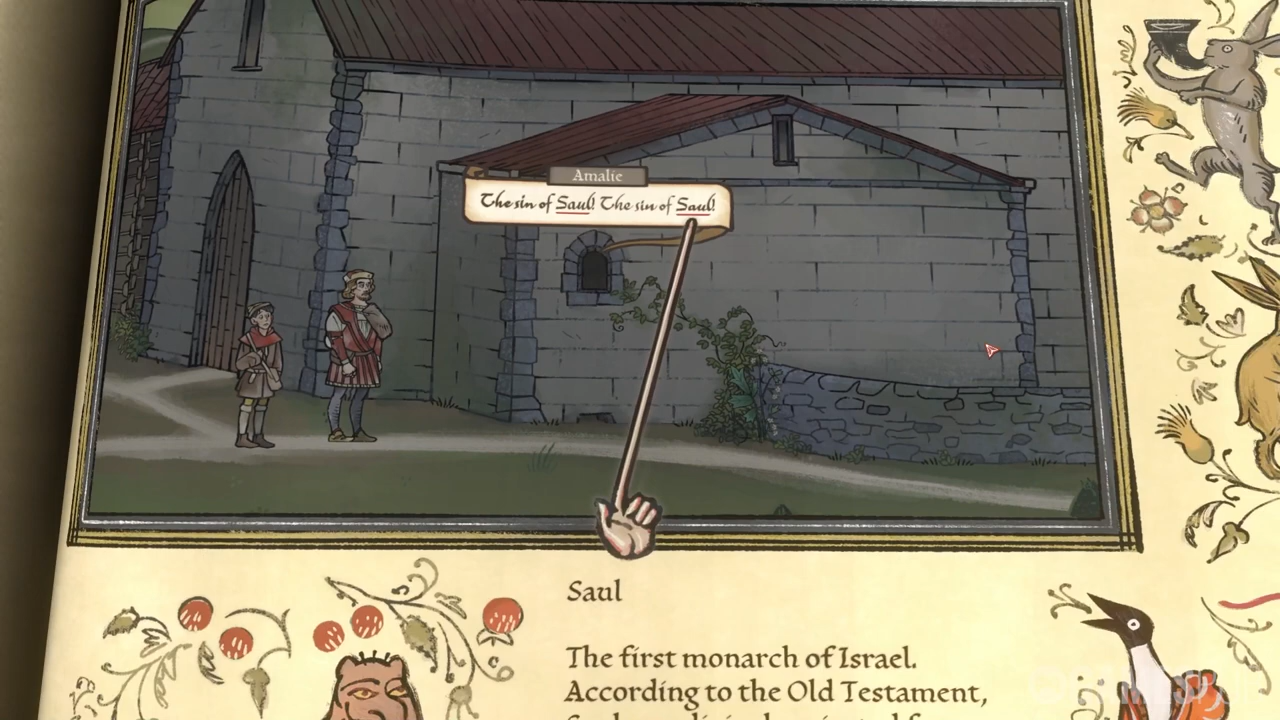 Amalie
The sin of Saul! The sin of Saul!
Saul
The first monarch of Israel.
According to the Old Testament,